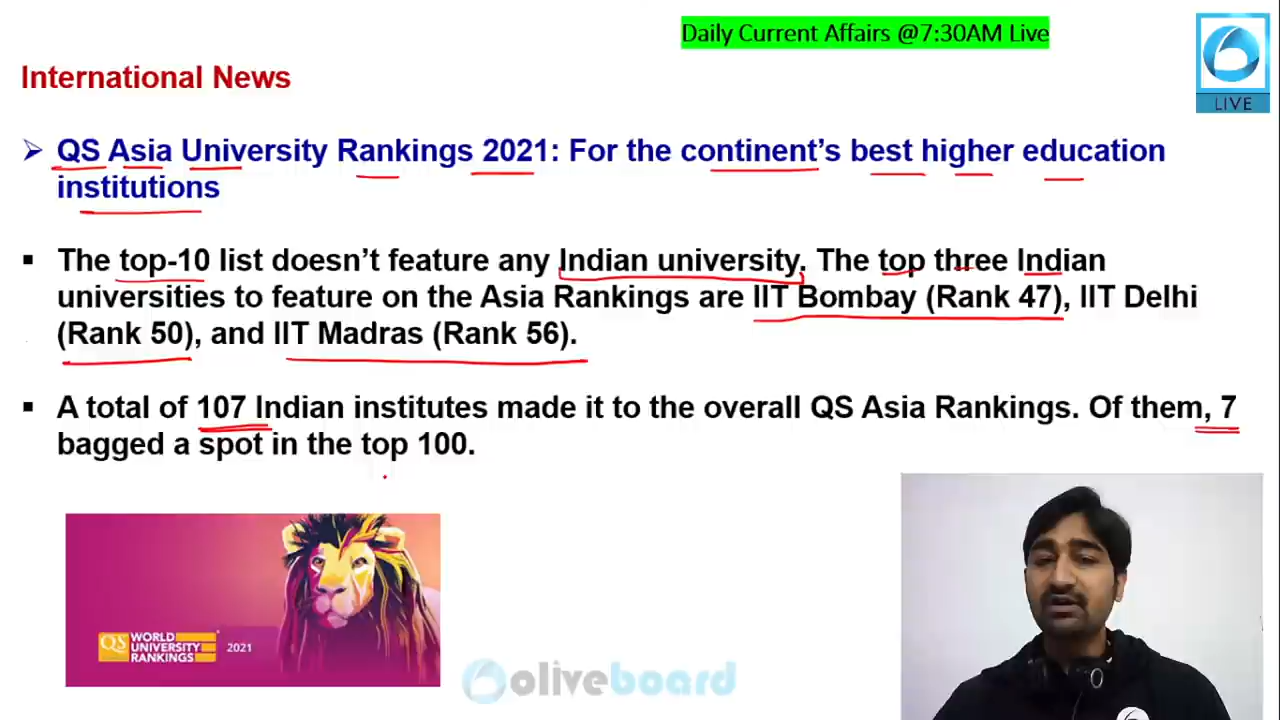 Daily Current Affairs @7:30AM Live
LIVE
International News
➢ QS Asia University Rankings 2021: For the continent's best higher education
institutions
▪ The top-10 list doesn't feature any Indian university. The top three Indian
universities to feature on the Asia Rankings are IIT Bombay (Rank 47), IIT Delhi
(Rank 50), and IIT Madras (Rank 56).
▪ A total of 107 Indian institutes made it to the overall QS Asia Rankings. Of them, 7
bagged a spot in the top 100.
QS WORLD
UNIVERSITY
RANKINGS
2021
oliveboard